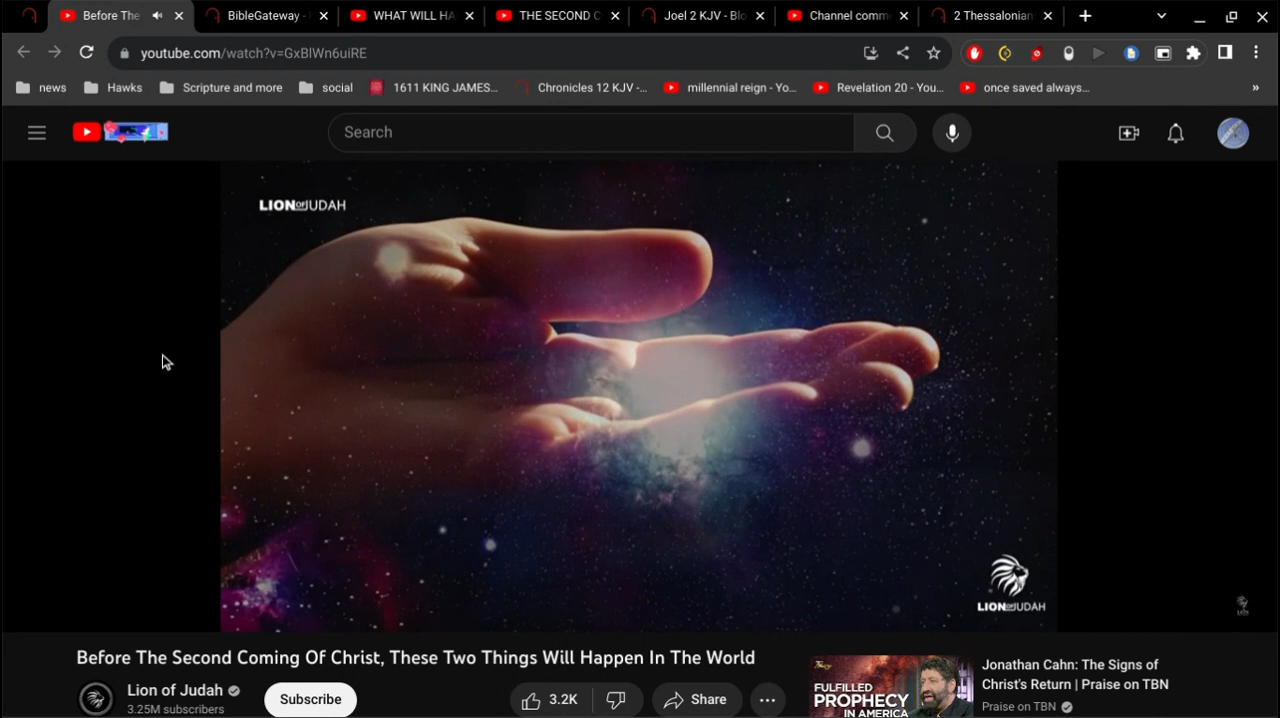 Before The
BibleGateway -
WHAT WILL HA
THE SECOND C
Joel 2 KJV - Blo
Channel comm
2 Thessalonian
youtube.com/watch?v=GxBlWn6uiRE
news
Hawks
Scripture and more
social
1611 KING JAMES...
Chronicles 12 KJV -...
millennial reign - Yo...
Revelation 20 - You...
once saved always...
»
Search
LION OF JUDAH
LION OF JUDAH
Before The Second Coming Of Christ, These Two Things Will Happen In The World
Lion of Judah
3.25M subscribers
Subscribe
3.2K
Share
FULFILLED
PROPHECY
IN AMERICA
Jonathan Cahn: The Signs of
Christ's Return | Praise on TBN
Praise on TBN